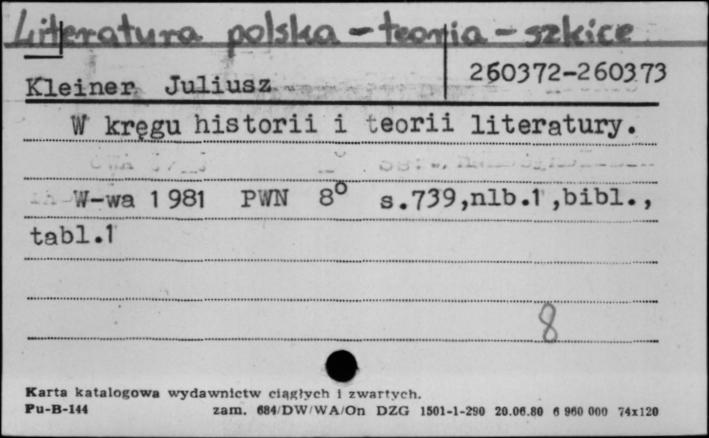 Literatura polska - teoria - szkice
260372-260373
Kleiner Juliusz
W kręgu historii i teorii literatury.
W-wa 1981 PWN 8° s.739,nlb.1,bibl.,
tabl.1
8
Karta katalogowa wydawnictw ciągłych i zwartych.
Pu-B-144 zam. 684/DW/WA/On DZG 1501-1-290 20.06.80 6 960 000 74x120